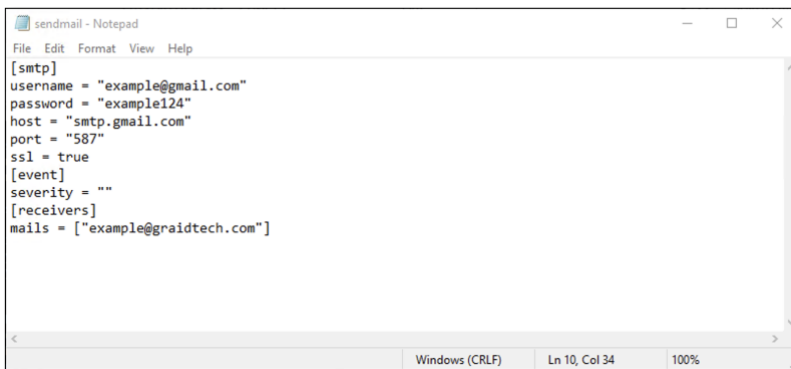 sendmail - Notepad
File Edit Format View Help
[smtp]
username = "example@gmail.com"
password = "example124"
host = "smtp.gmail.com"
port = "587"
ssl = true
[event]
severity = ""
[receivers]
mails = ["example@graidtech.com"]
Windows (CRLF) Ln 10, Col 34 100%